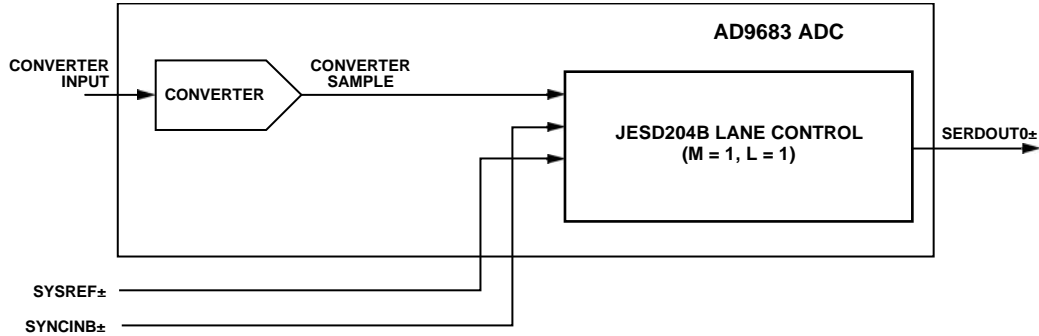 AD9683 ADC
CONVERTER
INPUT
CONVERTER
CONVERTER
SAMPLE
JESD204B LANE CONTROL
(M = 1, L = 1)
SERDOUT0±
SYSREF±
SYNCINB±